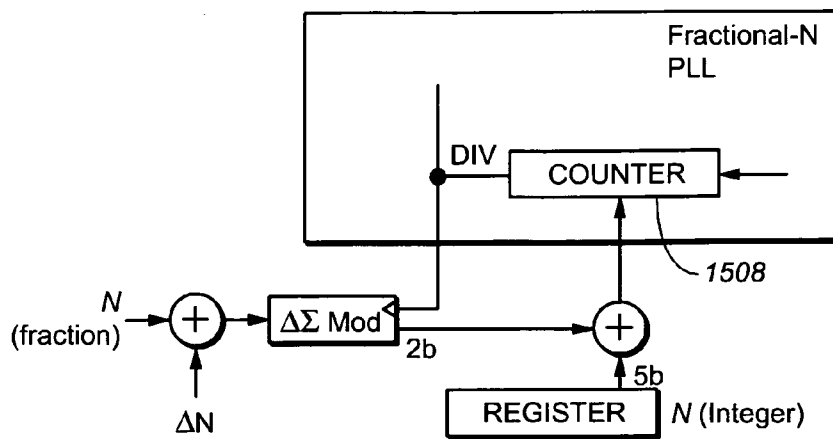 Fractional-N
PLL
DIV
COUNTER
1508
N
(fraction)
ΔΣ Mod
2b
5b
ΔN
REGISTER
N (Integer)